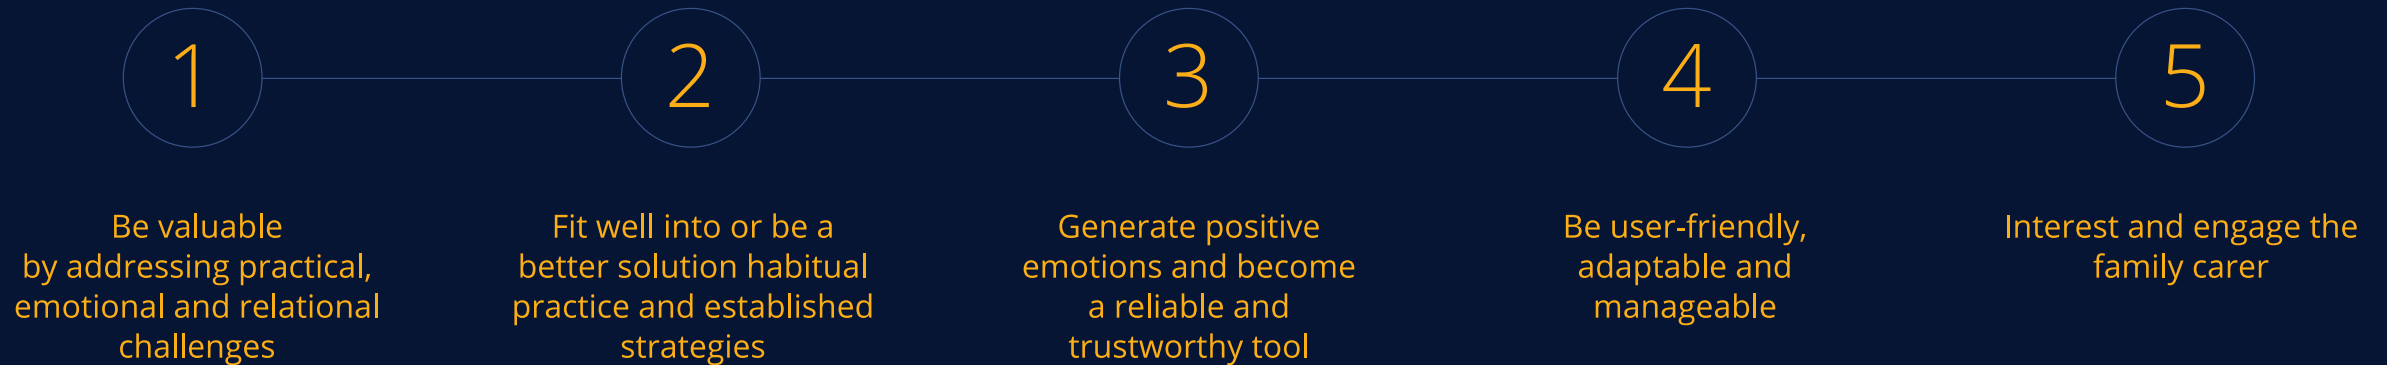 1
Be valuable
by addressing practical,
emotional and relational
challenges
2
Fit well into or be a
better solution habitual
practice and established
strategies
3
Generate positive
emotions and become
a reliable and
trustworthy tool
4
Be user-friendly,
adaptable and
manageable
5
Interest and engage the
family carer